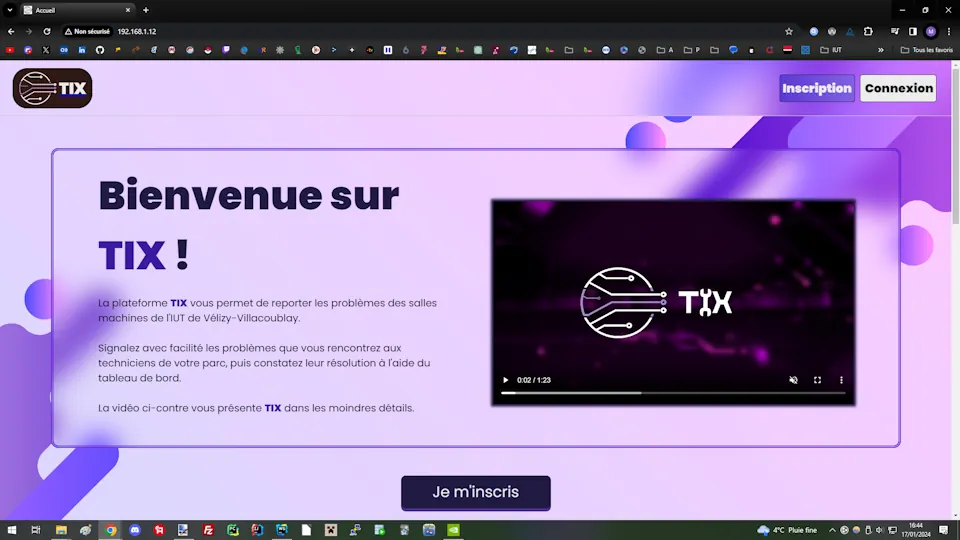 Accueil
Non sécurisé
192.168.1.12
A
P
IUT
Tous les favoris
TIX
Inscription
Connexion
Bienvenue sur
TIX !
La plateforme TIX vous permet de reporter les problèmes des salles
machines de l'IUT de Vélizy-Villacoublay.
Signalez avec facilité les problèmes que vous rencontrez aux
techniciens de votre parc, puis constatez leur résolution à l'aide du
tableau de bord.
La vidéo ci-contre vous présente TIX dans les moindres détails.
TIX
0:02 / 1:23
Je m'inscris
4°C Pluie fine
16:44
17/01/2024